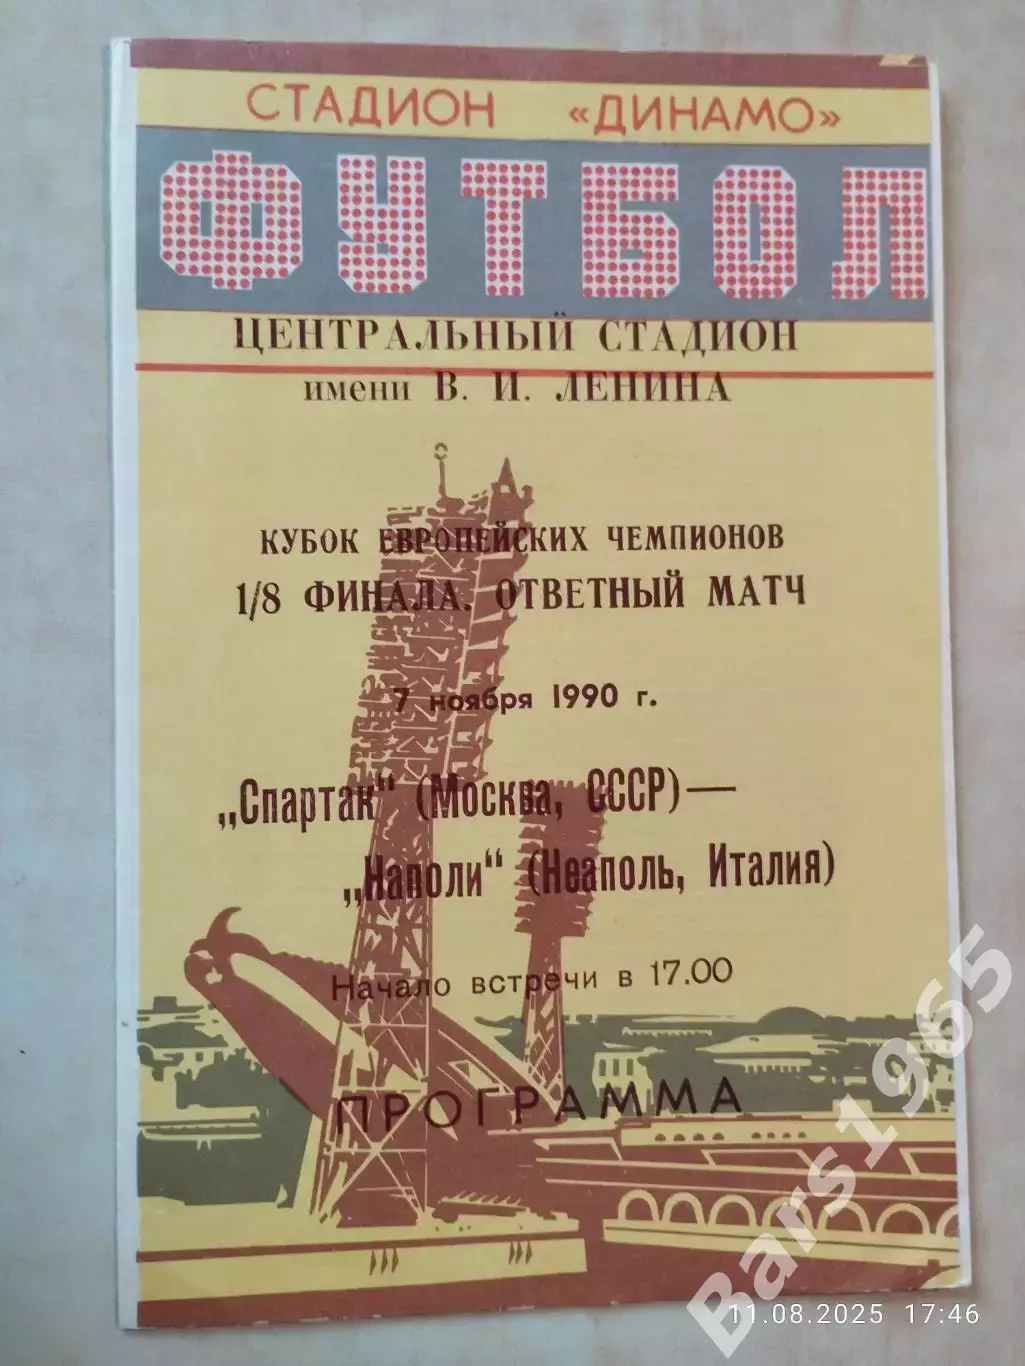 СТАДИОН «ДИНАМО»
ФУТБОЛ
ЦЕНТРАЛЬНЫЙ СТАДИОН
имени В. И. ЛЕНИНА
КУБОК ЕВРОПЕЙСКИХ ЧЕМПИОНОВ
1/8 ФИНАЛА. ОТВЕТНЫЙ МАТЧ
7 ноября 1990 г.
„Спартак“ (Москва, СССР)—
„Наполи“ (Неаполь, Италия)
Начало встречи в 17.00
ПРОГРАММА
Bars1965
11.08.2025 17:46